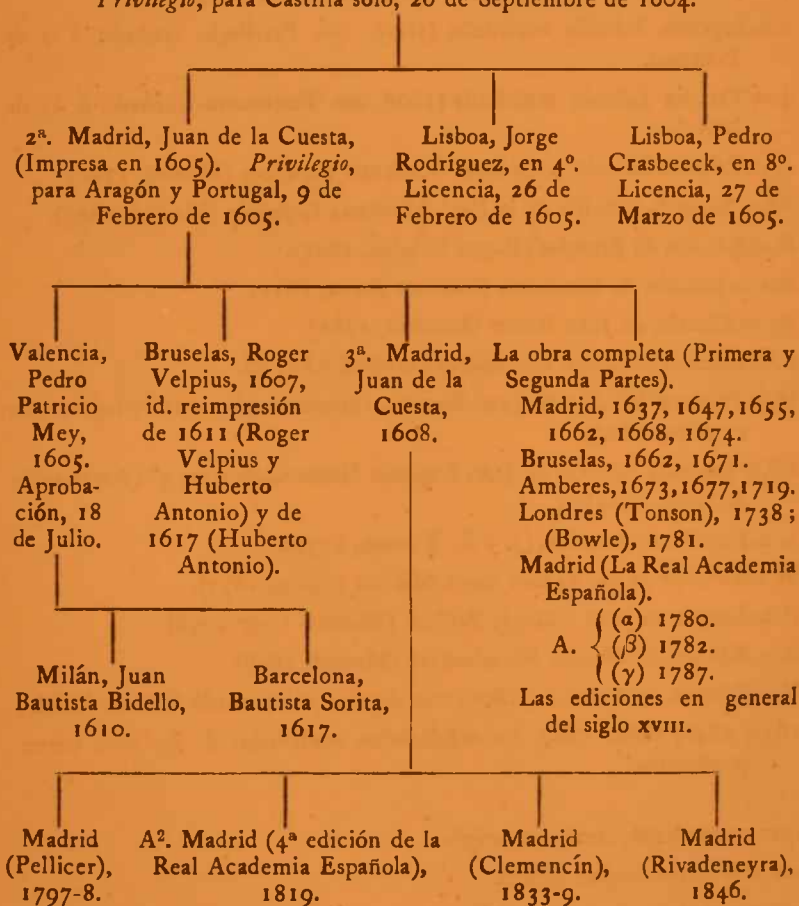 Privilegio, para Castilla sólo, 26 de Septiembre de 1604.
2ª. Madrid, Juan de la Cuesta,
(Impresa en 1605). Privilegio,
para Aragón y Portugal, 9 de
Febrero de 1605.
Lisboa, Jorge
Rodríguez, en 4º.
Licencia, 26 de
Febrero de 1605.
Lisboa, Pedro
Crasbeeck, en 8º.
Licencia, 27 de
Marzo de 1605.
Valencia,
Pedro
Patricio
Mey,
1605.
Aproba-
ción, 18
de Julio.
Bruselas, Roger
Velpius, 1607,
id. reimpresión
de 1611 (Roger
Velpius y
Huberto
Antonio) y de
1617 (Huberto
Antonio).
3ª. Madrid,
Juan de la
Cuesta,
1608.
La obra completa (Primera y
Segunda Partes).
Madrid, 1637, 1647, 1655,
1662, 1668, 1674.
Bruselas, 1662, 1671.
Amberes, 1673, 1677, 1719.
Londres (Tonson), 1738;
(Bowle), 1781.
Madrid (La Real Academia
Española).
(α) 1780.
A. { (β) 1782.
(γ) 1787.
Las ediciones en general
del siglo XVIII.
Milán, Juan
Bautista Bidello,
1610.
Barcelona,
Bautista Sorita,
1617.
Madrid
(Pellicer),
1797-8.
A². Madrid (4ª edición de la
Real Academia Española),
1819.
Madrid
(Clemencín),
1833-9.
Madrid
(Rivadeneyra),
1846.